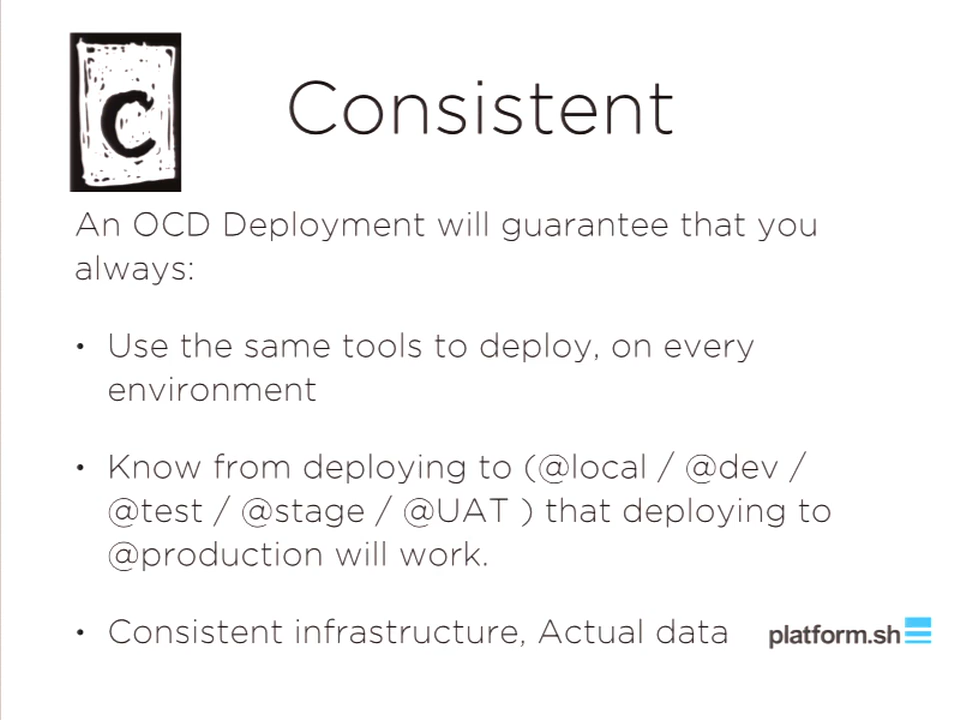 C
Consistent
An OCD Deployment will guarantee that you
always:
• Use the same tools to deploy, on every
environment
• Know from deploying to (@local / @dev /
@test / @stage / @UAT ) that deploying to
@production will work.
• Consistent infrastructure, Actual data
platform.sh